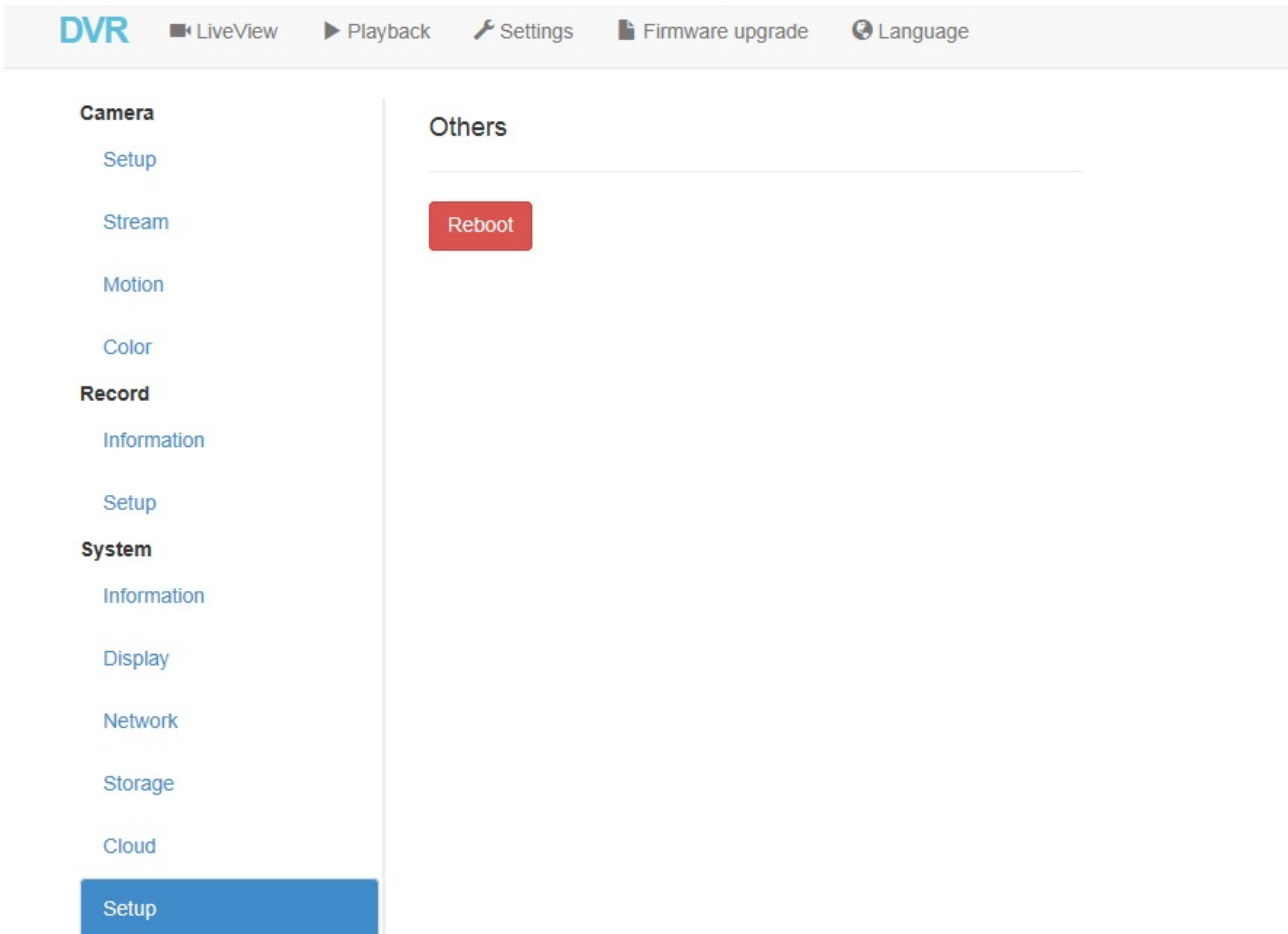 DVR LiveView Playback Settings Firmware upgrade Language
Camera
Setup
Stream
Motion
Color
Record
Information
Setup
System
Information
Display
Network
Storage
Cloud
Setup
Others
Reboot